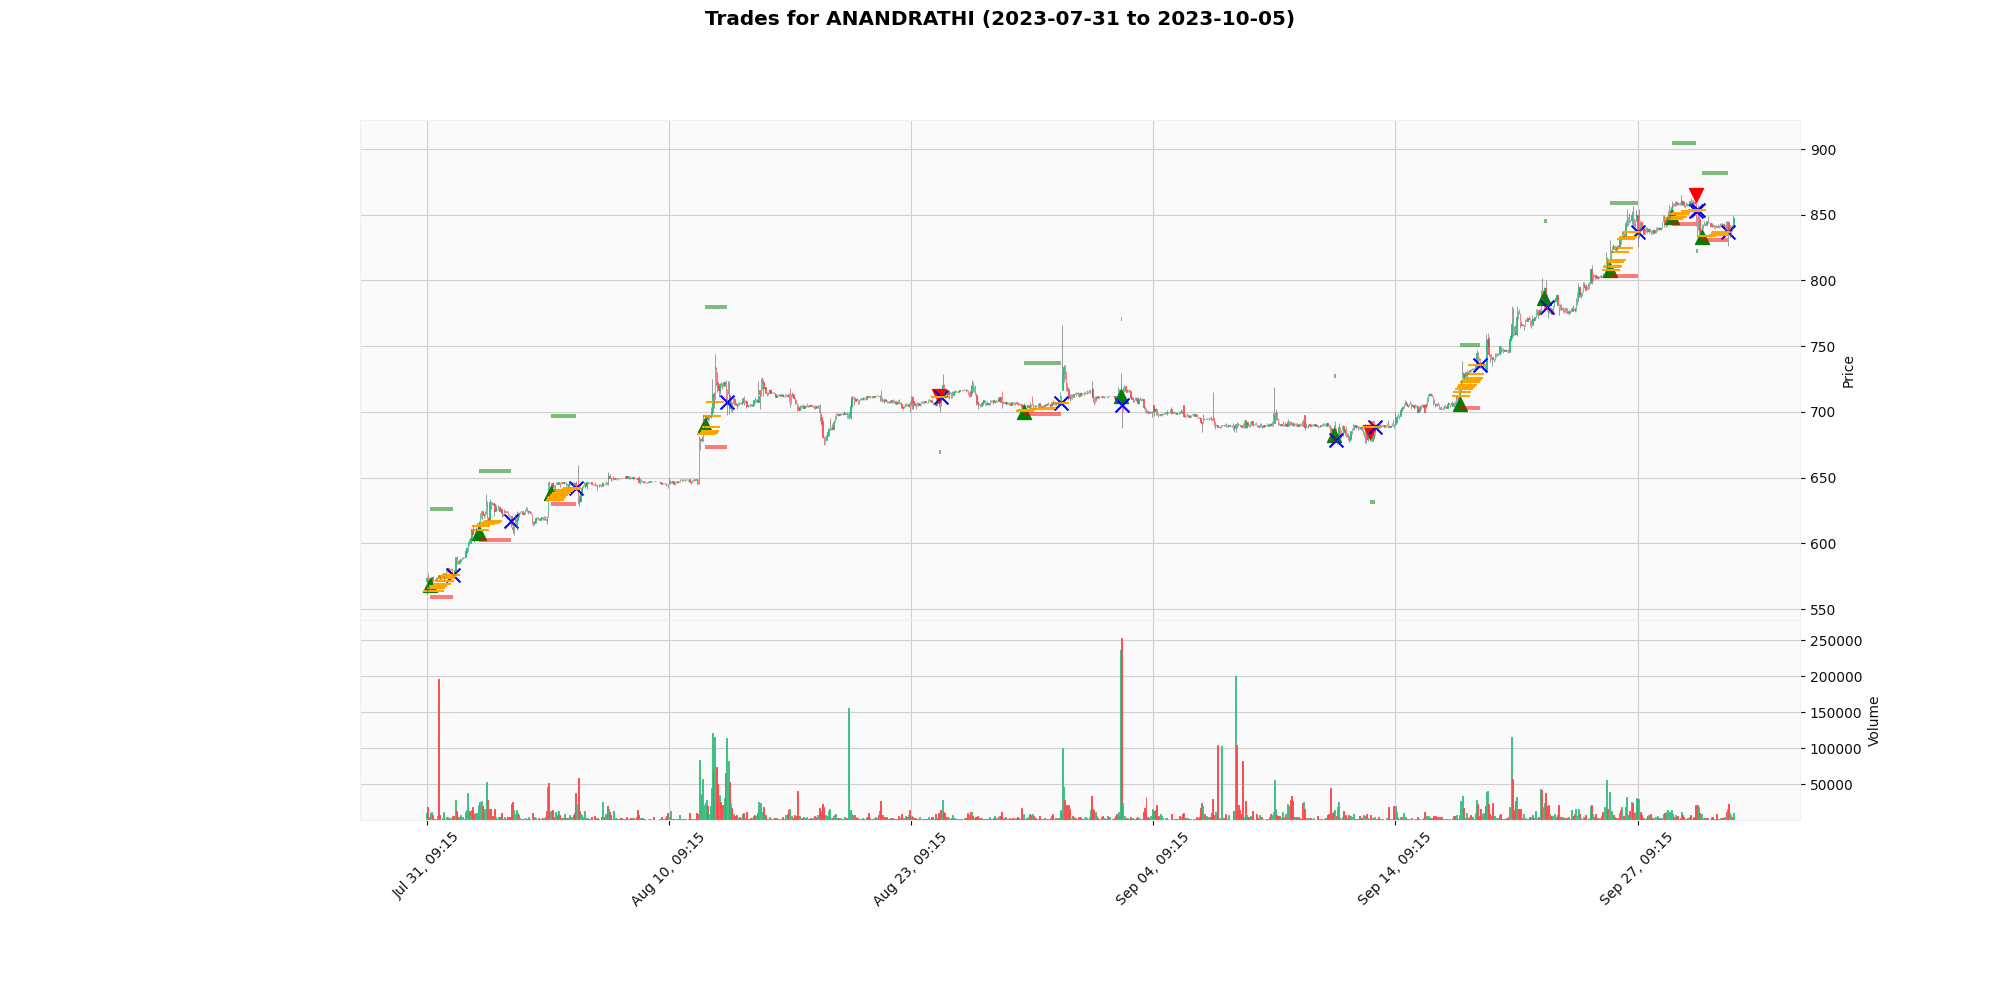 Trades for ANANDRATHI (2023-07-31 to 2023-10-05)
900
850
800
750
700
650
600
550
Price
250000
200000
150000
100000
50000
Volume
Jul 31, 09:15
Aug 10, 09:15
Aug 23, 09:15
Sep 04, 09:15
Sep 14, 09:15
Sep 27, 09:15